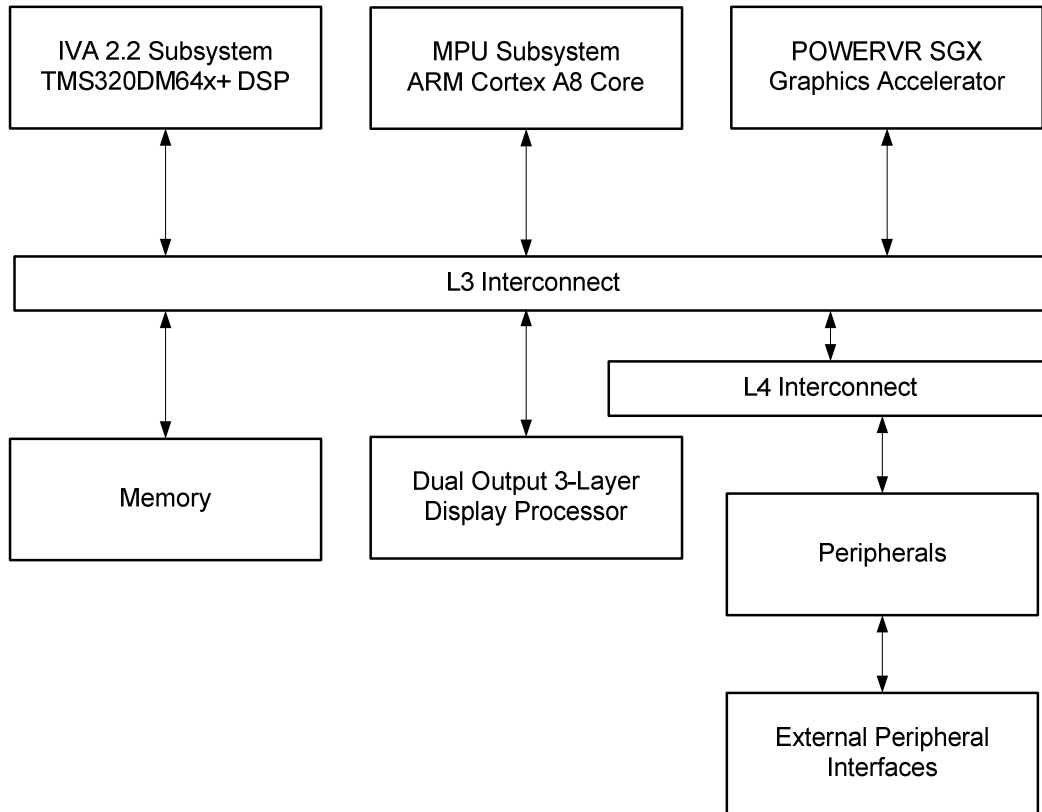 IVA 2.2 Subsystem
TMS320DM64x+ DSP
MPU Subsystem
ARM Cortex A8 Core
POWERVR SGX
Graphics Accelerator
L3 Interconnect
L4 Interconnect
Memory
Dual Output 3-Layer
Display Processor
Peripherals
External Peripheral
Interfaces